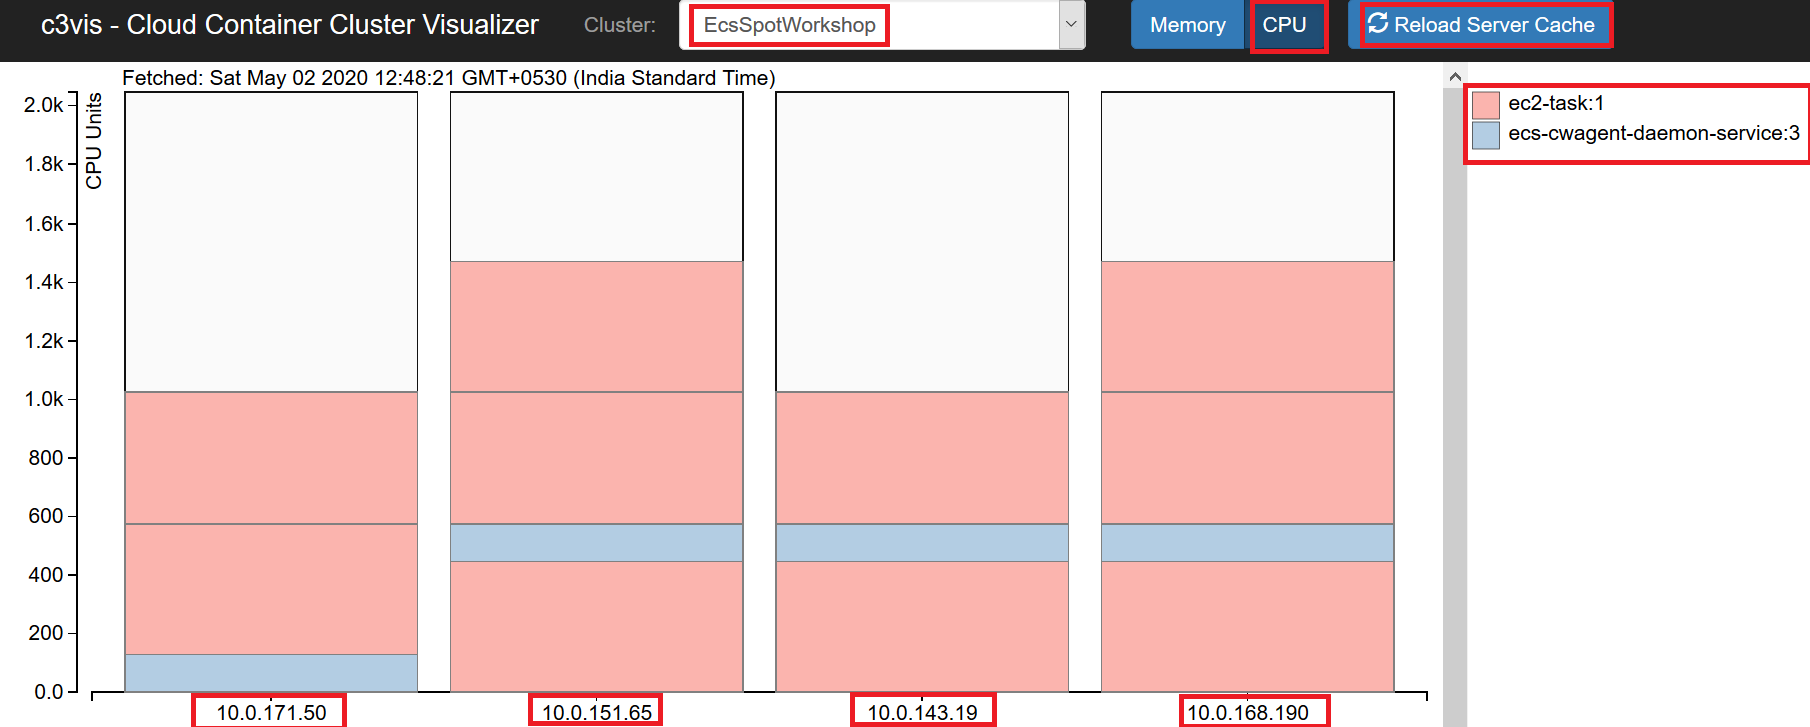 c3vis - Cloud Container Cluster Visualizer
Cluster:
EcsSpotWorkshop
Memory
CPU
Reload Server Cache
Fetched: Sat May 02 2020 12:48:21 GMT+0530 (India Standard Time)
CPU Units
2.0k
1.8k
1.6k
1.4k
1.2k
1.0k
800
600
400
200
0.0
10.0.171.50
10.0.151.65
10.0.143.19
10.0.168.190
ec2-task:1
ecs-cwagent-daemon-service:3